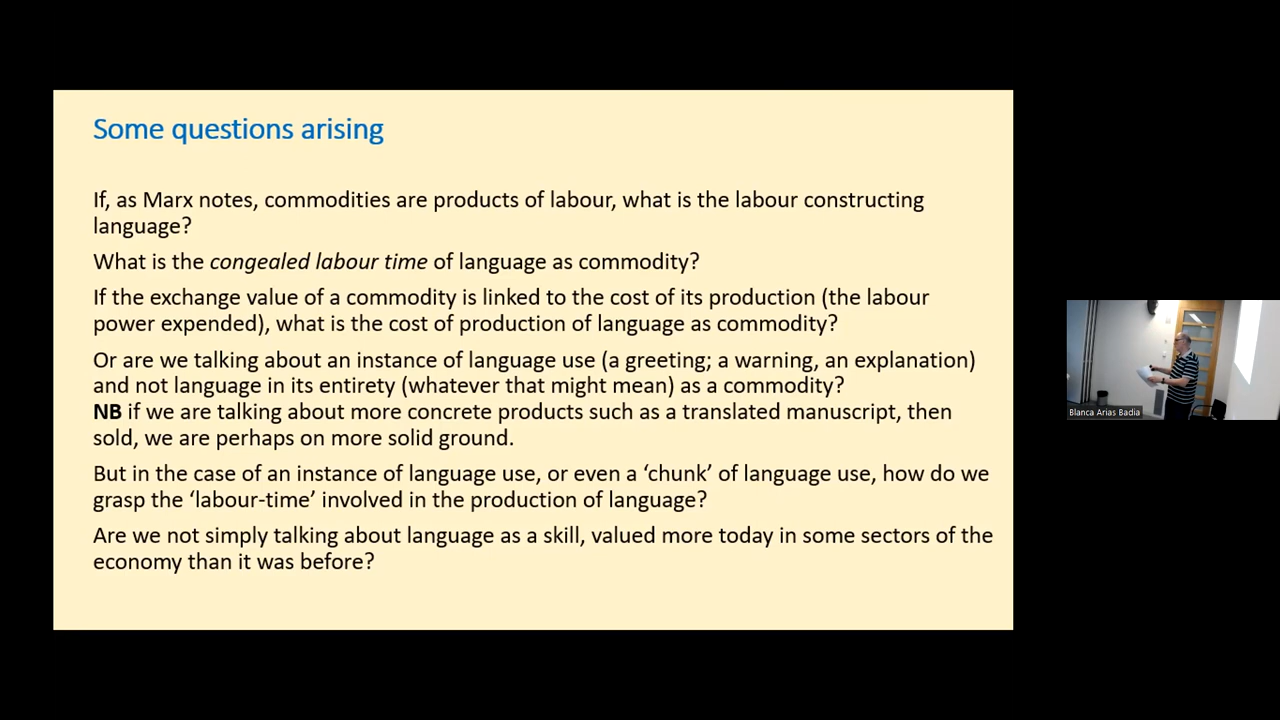 Some questions arising
If, as Marx notes, commodities are products of labour, what is the labour constructing
language?
What is the congealed labour time of language as commodity?
If the exchange value of a commodity is linked to the cost of its production (the labour
power expended), what is the cost of production of language as commodity?
Or are we talking about an instance of language use (a greeting; a warning, an explanation)
and not language in its entirety (whatever that might mean) as a commodity?
NB if we are talking about more concrete products such as a translated manuscript, then
sold, we are perhaps on more solid ground.
But in the case of an instance of language use, or even a ‘chunk’ of language use, how do we
grasp the ‘labour-time’ involved in the production of language?
Are we not simply talking about language as a skill, valued more today in some sectors of the
economy than it was before?
Blanca Arias Badia